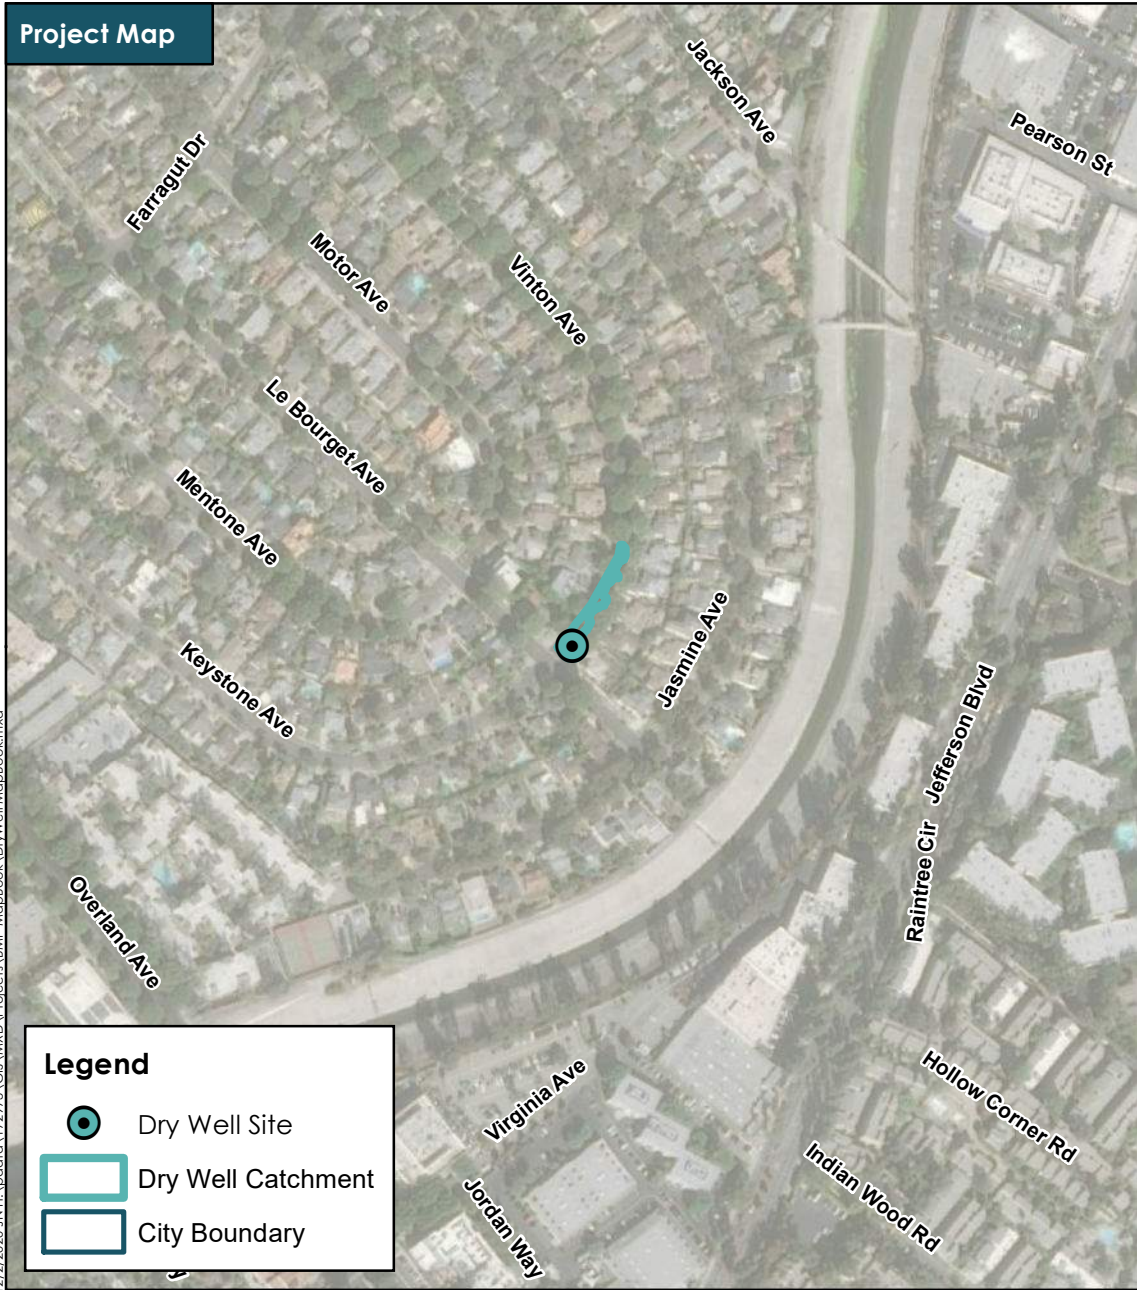 Project Map
Jackson Ave
Pearson St
Farragut Dr
Motor Ave
Vinton Ave
Le Bourget Ave
Mentone Ave
Jasmine Ave
Keystone Ave
Jefferson Blvd
Raintree Cir
Overland Ave
Virginia Ave
Hollow Corner Rd
Indian Wood Rd
Jordan Way
Legend
Dry Well Site
Dry Well Catchment
City Boundary